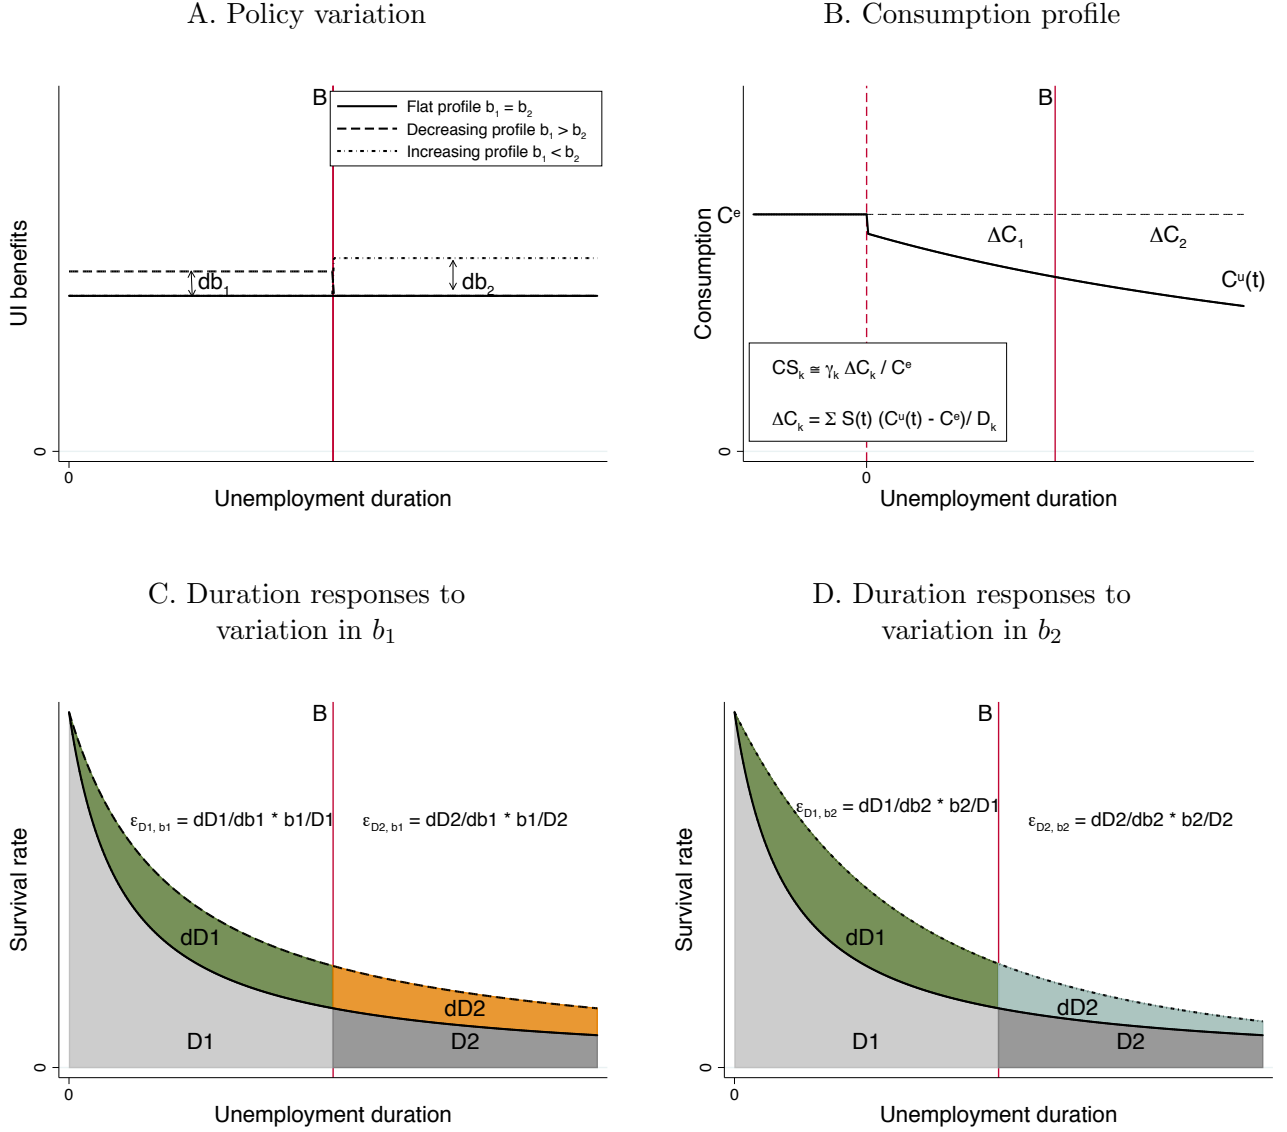 A. Policy variation
B
Flat profile b₁ = b₂
Decreasing profile b₁ > b₂
Increasing profile b₁ < b₂
db₁
db₂
UI benefits
0
0
Unemployment duration
B. Consumption profile
B
Cᵉ
ΔC₁
ΔC₂
Cᵘ(t)
Consumption
CSₖ ≅ γₖ ΔCₖ / Cᵉ
ΔCₖ = Σ S(t) (Cᵘ(t) - Cᵉ)/ Dₖ
0
0
Unemployment duration
C. Duration responses to
variation in b₁
B
ε D1, b1 = dD1/db1 * b1/D1
ε D2, b1 = dD2/db1 * b1/D2
Survival rate
dD1
dD2
D1
D2
0
0
Unemployment duration
D. Duration responses to
variation in b₂
B
ε D1, b2 = dD1/db2 * b2/D1
ε D2, b2 = dD2/db2 * b2/D2
Survival rate
dD1
dD2
D1
D2
0
0
Unemployment duration